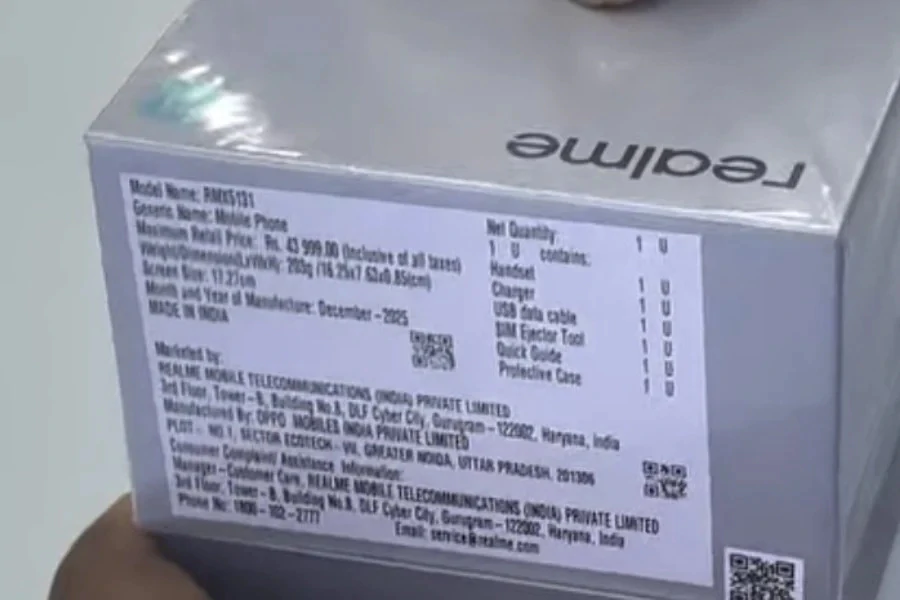 realme
Model Name: RMX5131
Generic Name: Mobile Phone
Maximum Retail Price: Rs. 43 999.00 (Inclusive of all taxes)
Weight/Dimension(LxWxH): 203g /16.25x7.63x0.85(cm)
Screen Size: 17.27cm
Month and Year of Manufacture: December-2025
MADE IN INDIA
Net Quantity: 1 U
1 U contains:
Handset 1 U
Charger 1 U
USB data cable 1 U
SIM Ejector Tool 1 U
Quick Guide 1 U
Protective Case 1 U
Marketed by:
REALME MOBILE TELECOMMUNICATIONS (INDIA) PRIVATE LIMITED
3rd Floor, Tower-B, Building No.8, DLF Cyber City, Gurugram-122002, Haryana, India
Manufactured By: OPPO MOBILES INDIA PRIVATE LIMITED
PLOT- NO.1, SECTOR ECOTECH-VII, GREATER NOIDA, UTTAR PRADESH, 201306
Consumer Complaint/ Assistance Information:
Manager-Customer Care, REALME MOBILE TELECOMMUNICATIONS (INDIA) PRIVATE LIMITED
3rd Floor, Tower-B, Building No.8, DLF Cyber City, Gurugram-122002, Haryana, India
Phone No: 1800-102-2777
Email: service@realme.com